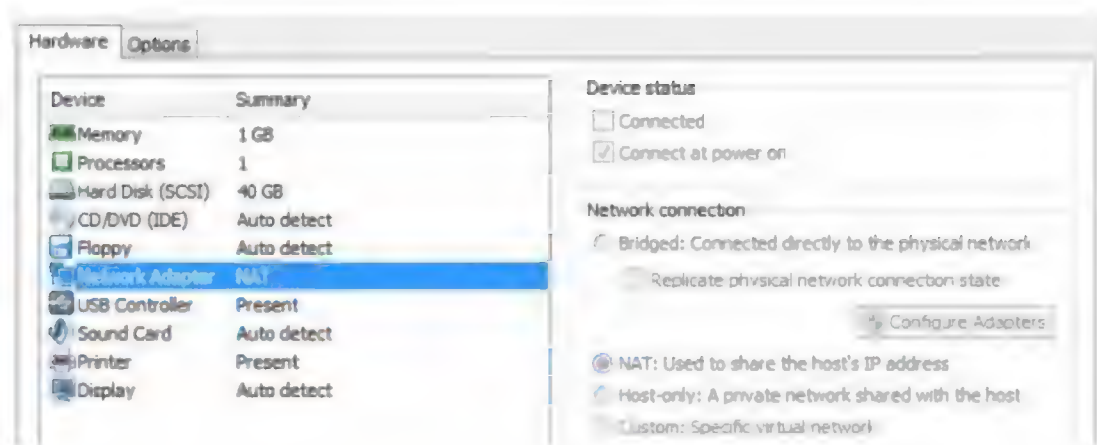 Hardware Options
Device Summary
Memory 1 GB
Processors 1
Hard Disk (SCSI) 40 GB
CD/DVD (IDE) Auto detect
Floppy Auto detect
Network Adapter NAT
USB Controller Present
Sound Card Auto detect
Printer Present
Display Auto detect
Device status
Connected
Connect at power on
Network connection
Bridged: Connected directly to the physical network
Replicate physical network connection state
Configure Adapters
NAT: Used to share the host's IP address
Host-only: A private network shared with the host
Custom: Specific virtual network